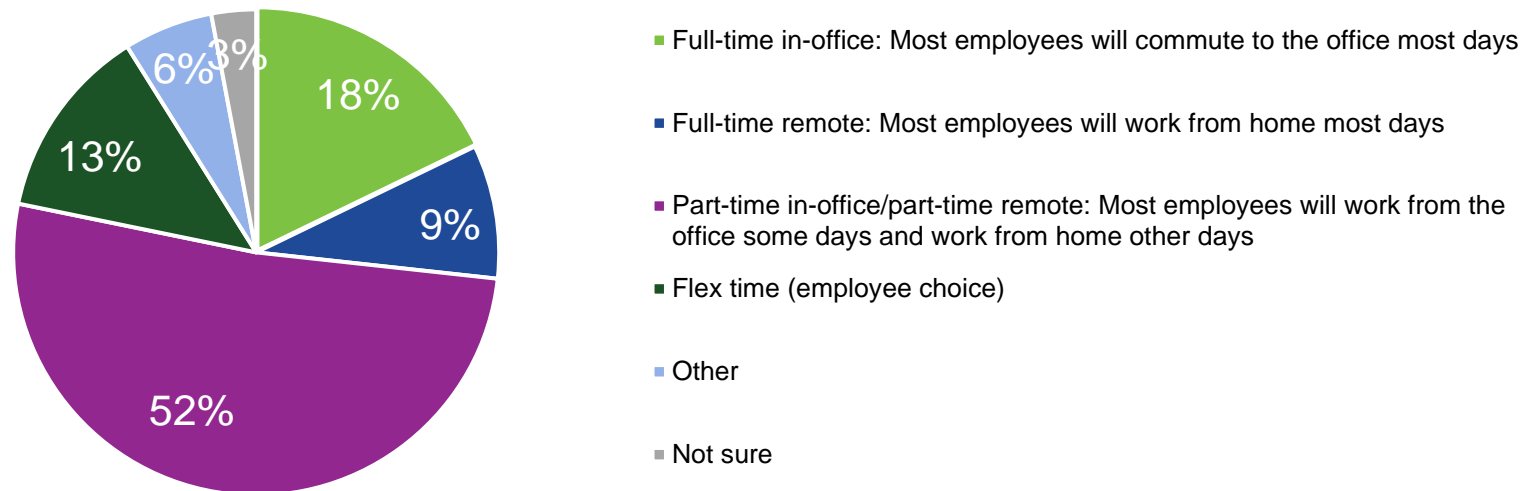 3%
6%
18%
13%
9%
52%
Full-time in-office: Most employees will commute to the office most days
Full-time remote: Most employees will work from home most days
Part-time in-office/part-time remote: Most employees will work from the
office some days and work from home other days
Flex time (employee choice)
Other
Not sure